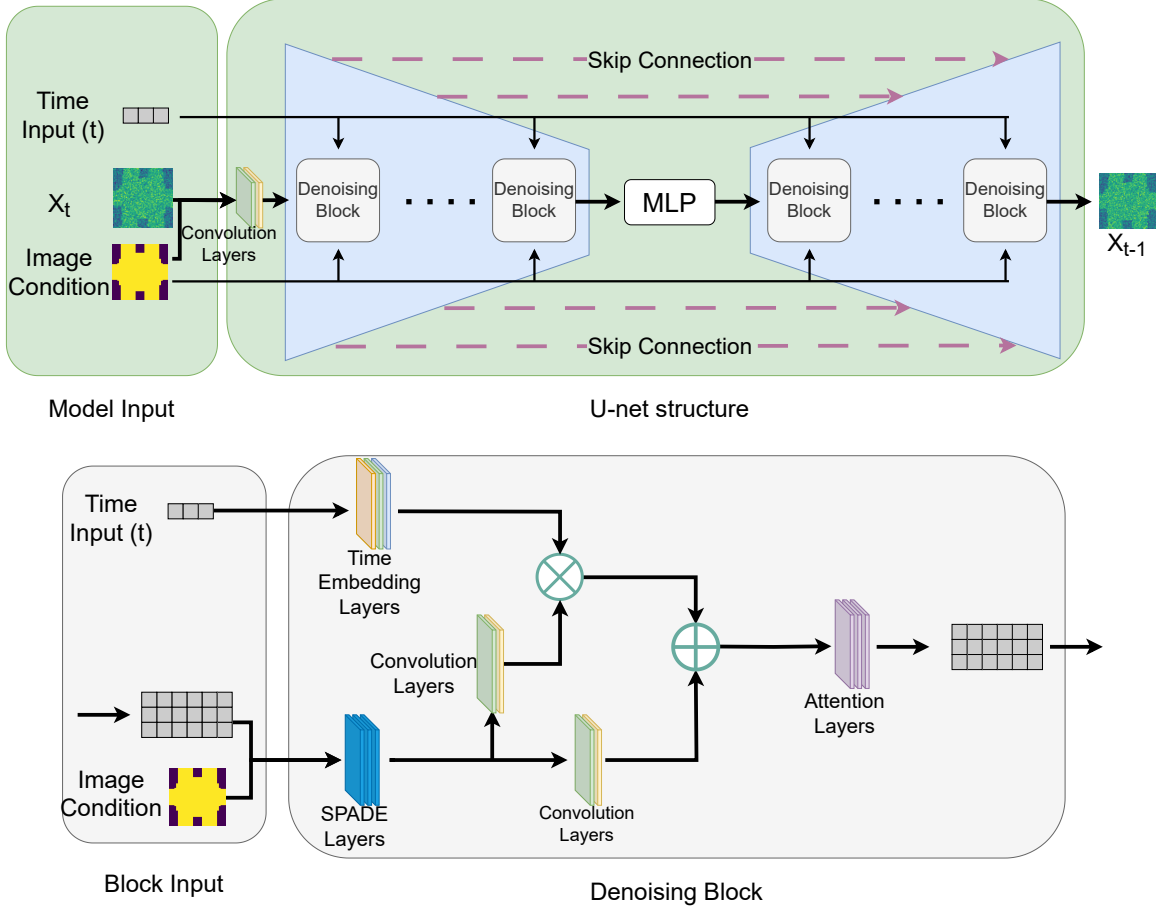 Skip Connection
Time
Input (t)
X_t
Convolution
Layers
Image
Condition
Denoising
Block
Denoising
Block
MLP
Denoising
Block
Denoising
Block
X_{t-1}
Skip Connection
Model Input
U-net structure
Time
Input (t)
Time
Embedding
Layers
Convolution
Layers
Attention
Layers
Image
Condition
SPADE
Layers
Convolution
Layers
Block Input
Denoising Block